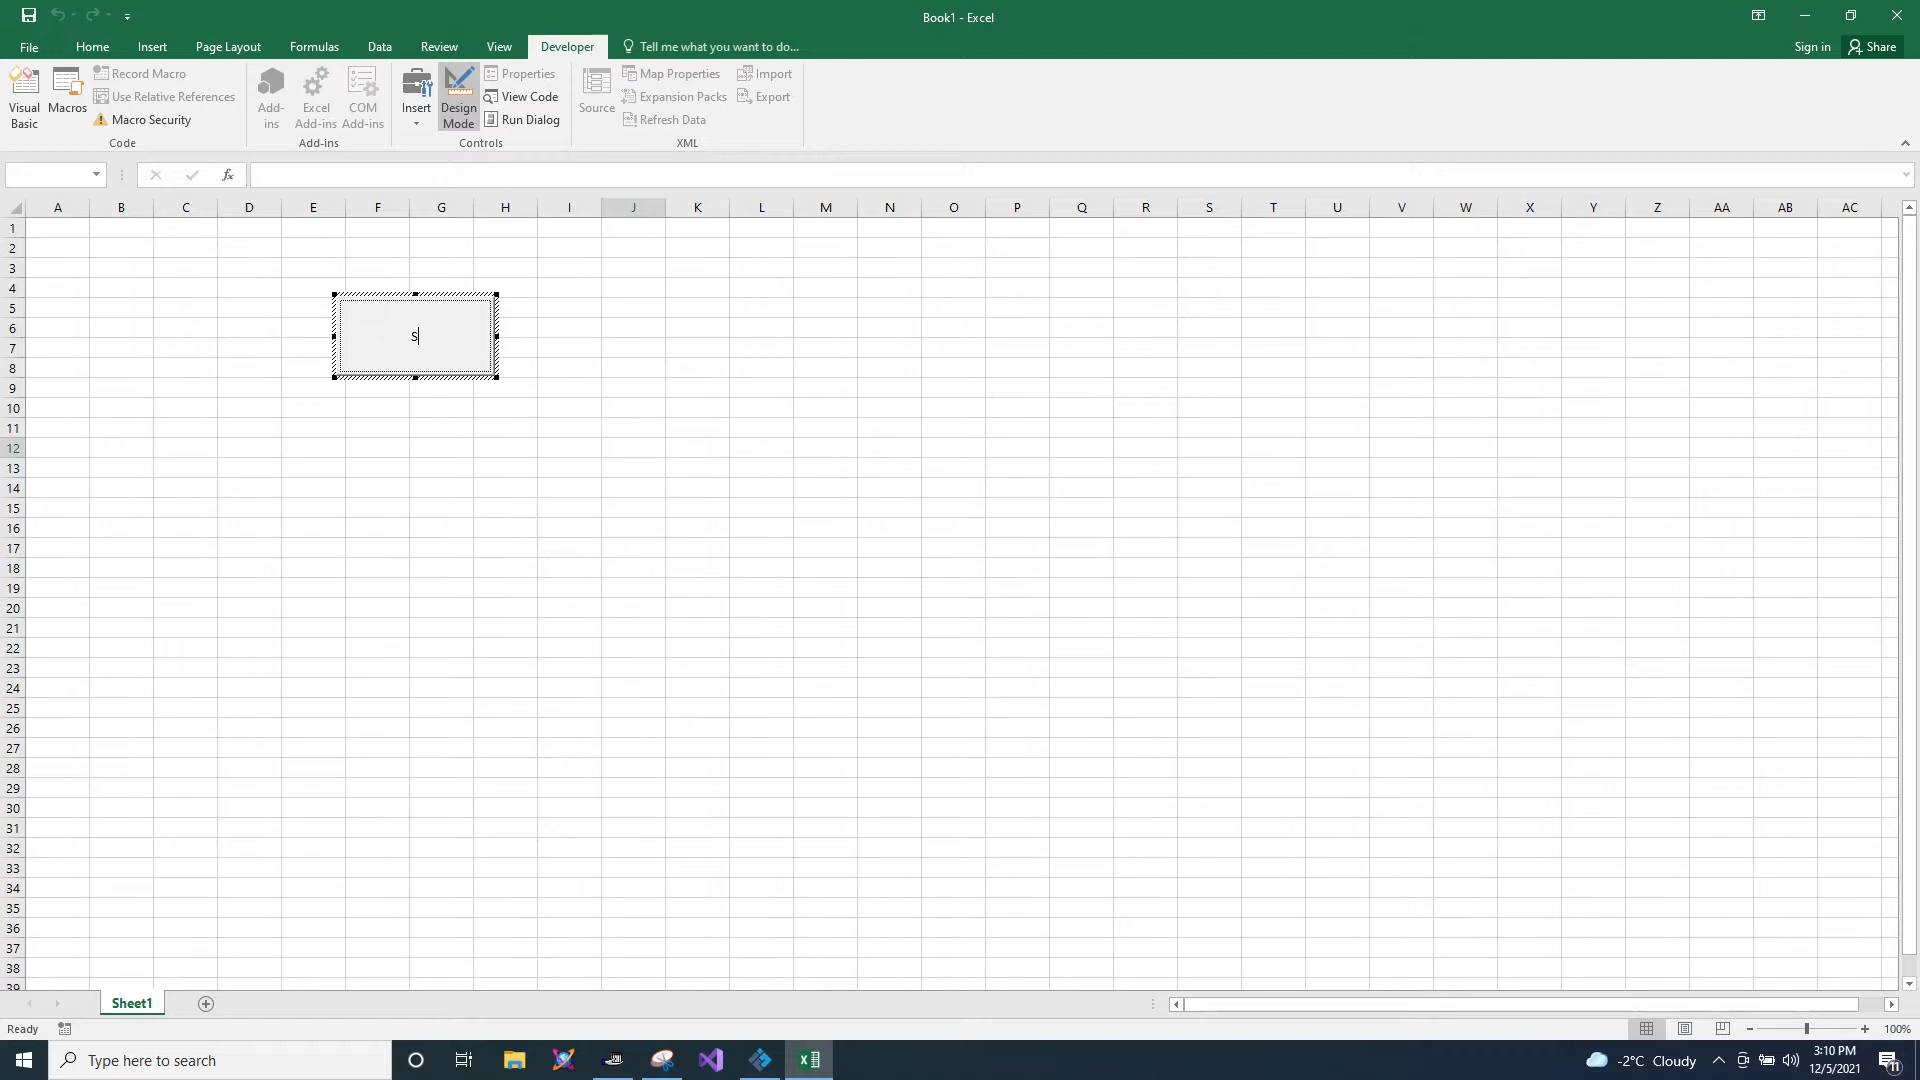 Book1 - Excel
File Home Insert Page Layout Formulas Data Review View Developer Tell me what you want to do... Sign in Share
Visual Basic
Macros
Record Macro
Use Relative References
Macro Security
Code
Add-ins
Excel Add-ins
COM Add-ins
Add-ins
Insert
Design Mode
Properties
View Code
Run Dialog
Controls
Source
Map Properties
Expansion Packs
Refresh Data
Import
Export
XML
fx
A B C D E F G H I J K L M N O P Q R S T U V W X Y Z AA AB AC
1
2
3
4
5
6
S
7
8
9
10
11
12
13
14
15
16
17
18
19
20
21
22
23
24
25
26
27
28
29
30
31
32
33
34
35
36
37
38
39
Sheet1
Ready
100%
Type here to search
-2°C Cloudy
3:10 PM
12/5/2021
11